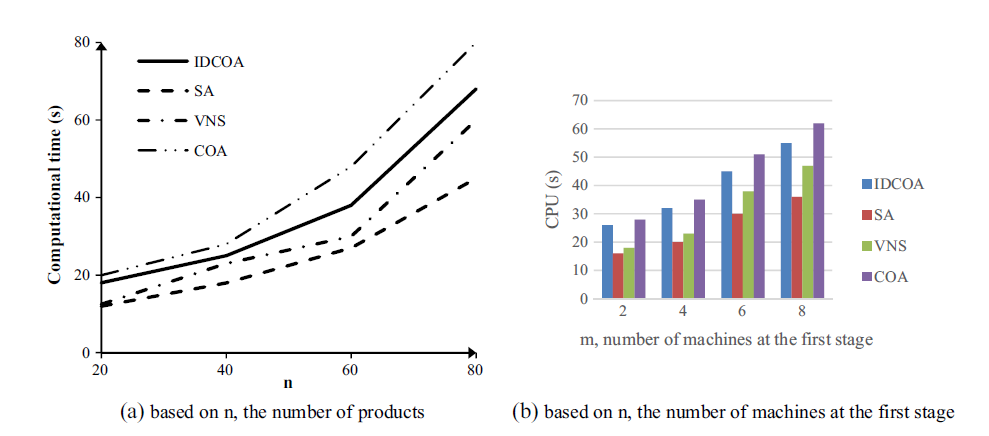 80
60
40
20
0
Computational time (s)
IDCOA
SA
VNS
COA
20 40 60 80
n
(a) based on n, the number of products
70
60
50
40
30
20
10
0
CPU (s)
2 4 6 8
m, number of machines at the first stage
IDCOA
SA
VNS
COA
(b) based on n, the number of machines at the first stage